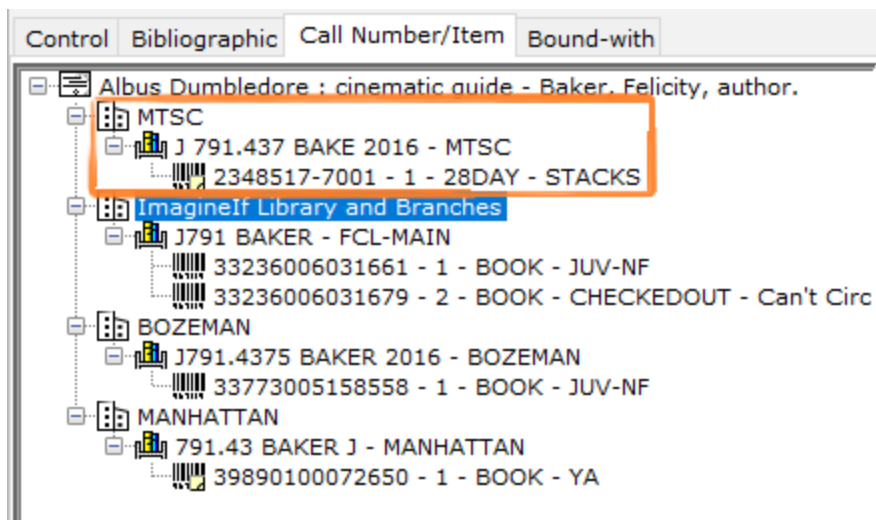 Control Bibliographic Call Number/Item Bound-with
Albus Dumbledore : cinematic guide - Baker, Felicity, author.
MTSC
J 791.437 BAKE 2016 - MTSC
2348517-7001 - 1 - 28DAY - STACKS
ImagineIf Library and Branches
J791 BAKER - FCL-MAIN
33236006031661 - 1 - BOOK - JUV-NF
33236006031679 - 2 - BOOK - CHECKEDOUT - Can't Circ
BOZEMAN
J791.4375 BAKER 2016 - BOZEMAN
33773005158558 - 1 - BOOK - JUV-NF
MANHATTAN
791.43 BAKER J - MANHATTAN
39890100072650 - 1 - BOOK - YA